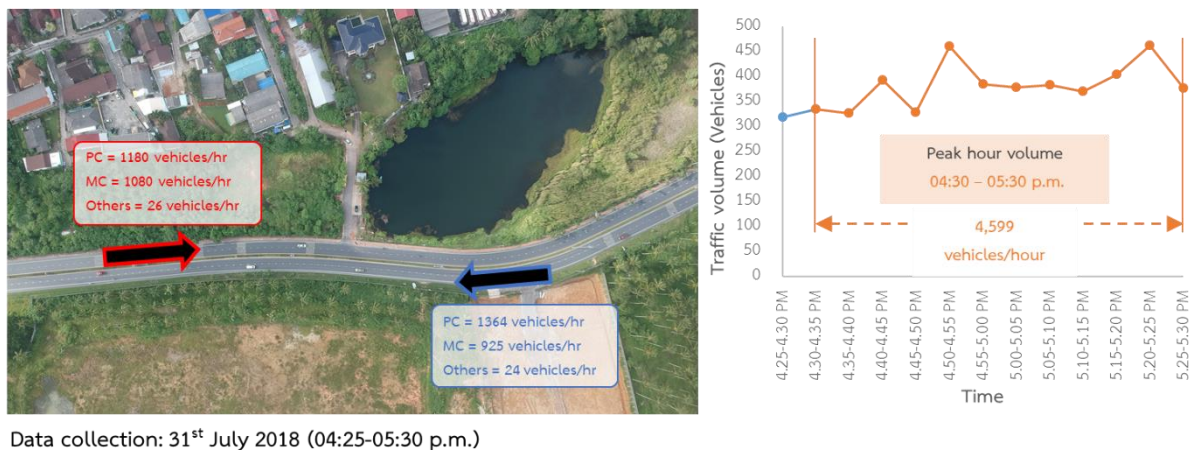 PC = 1180 vehicles/hr
MC = 1080 vehicles/hr
Others = 26 vehicles/hr
PC = 1364 vehicles/hr
MC = 925 vehicles/hr
Others = 24 vehicles/hr
Data collection: 31st July 2018 (04:25-05:30 p.m.)
Traffic volume (Vehicles)
500
450
400
350
300
250
200
150
100
50
0
Peak hour volume
04:30 – 05:30 p.m.
4,599
vehicles/hour
4.25-4.30 PM
4.30-4.35 PM
4.35-4.40 PM
4.40-4.45 PM
4.45-4.50 PM
4.50-4.55 PM
4.55-5.00 PM
5.00-5.05 PM
5.05-5.10 PM
5.10-5.15 PM
5.15-5.20 PM
5.20-5.25 PM
5.25-5.30 PM
Time